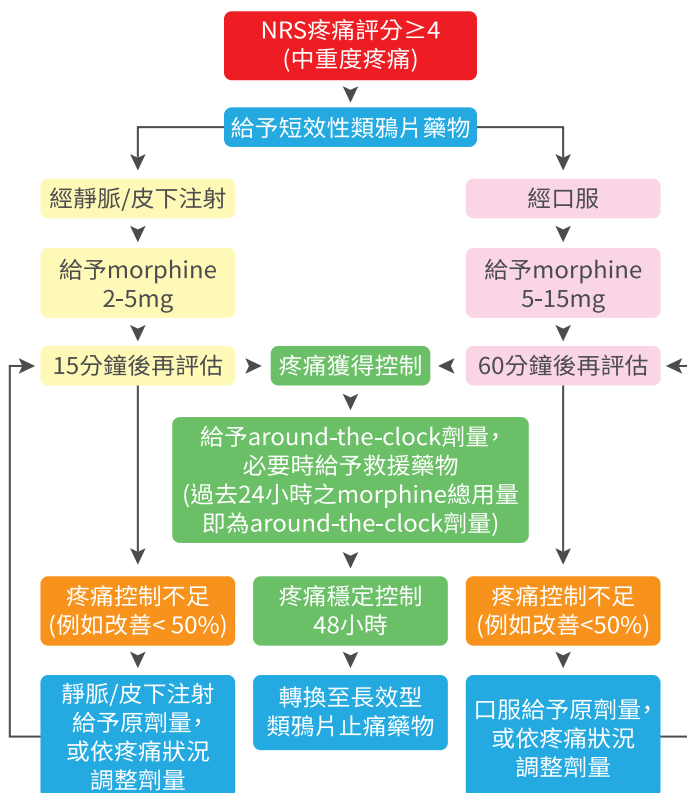 NRS疼痛評分≥4
(中重度疼痛)
給予短效性類鴉片藥物
經靜脈/皮下注射
經口服
給予morphine
2-5mg
給予morphine
5-15mg
15分鐘後再評估
疼痛獲得控制
60分鐘後再評估
給予around-the-clock劑量，
必要時給予救援藥物
(過去24小時之morphine總用量
即為around-the-clock劑量)
疼痛控制不足
(例如改善< 50%)
疼痛穩定控制
48小時
疼痛控制不足
(例如改善<50%)
靜脈/皮下注射
給予原劑量，
或依疼痛狀況
調整劑量
轉換至長效型
類鴉片止痛藥物
口服給予原劑量，
或依疼痛狀況
調整劑量